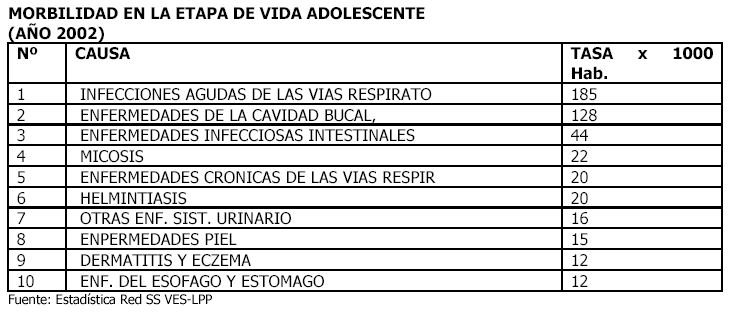 MORBILIDAD EN LA ETAPA DE VIDA ADOLESCENTE
(AÑO 2002)
Nº CAUSA TASA x 1000
Hab.
1 INFECCIONES AGUDAS DE LAS VIAS RESPIRATO 185
2 ENFERMEDADES DE LA CAVIDAD BUCAL, 128
3 ENFERMEDADES INFECCIOSAS INTESTINALES 44
4 MICOSIS 22
5 ENFERMEDADES CRONICAS DE LAS VIAS RESPIR 20
6 HELMINTIASIS 20
7 OTRAS ENF. SIST. URINARIO 16
8 ENPERMEDADES PIEL 15
9 DERMATITIS Y ECZEMA 12
10 ENF. DEL ESOFAGO Y ESTOMAGO 12
Fuente: Estadística Red SS VES-LPP